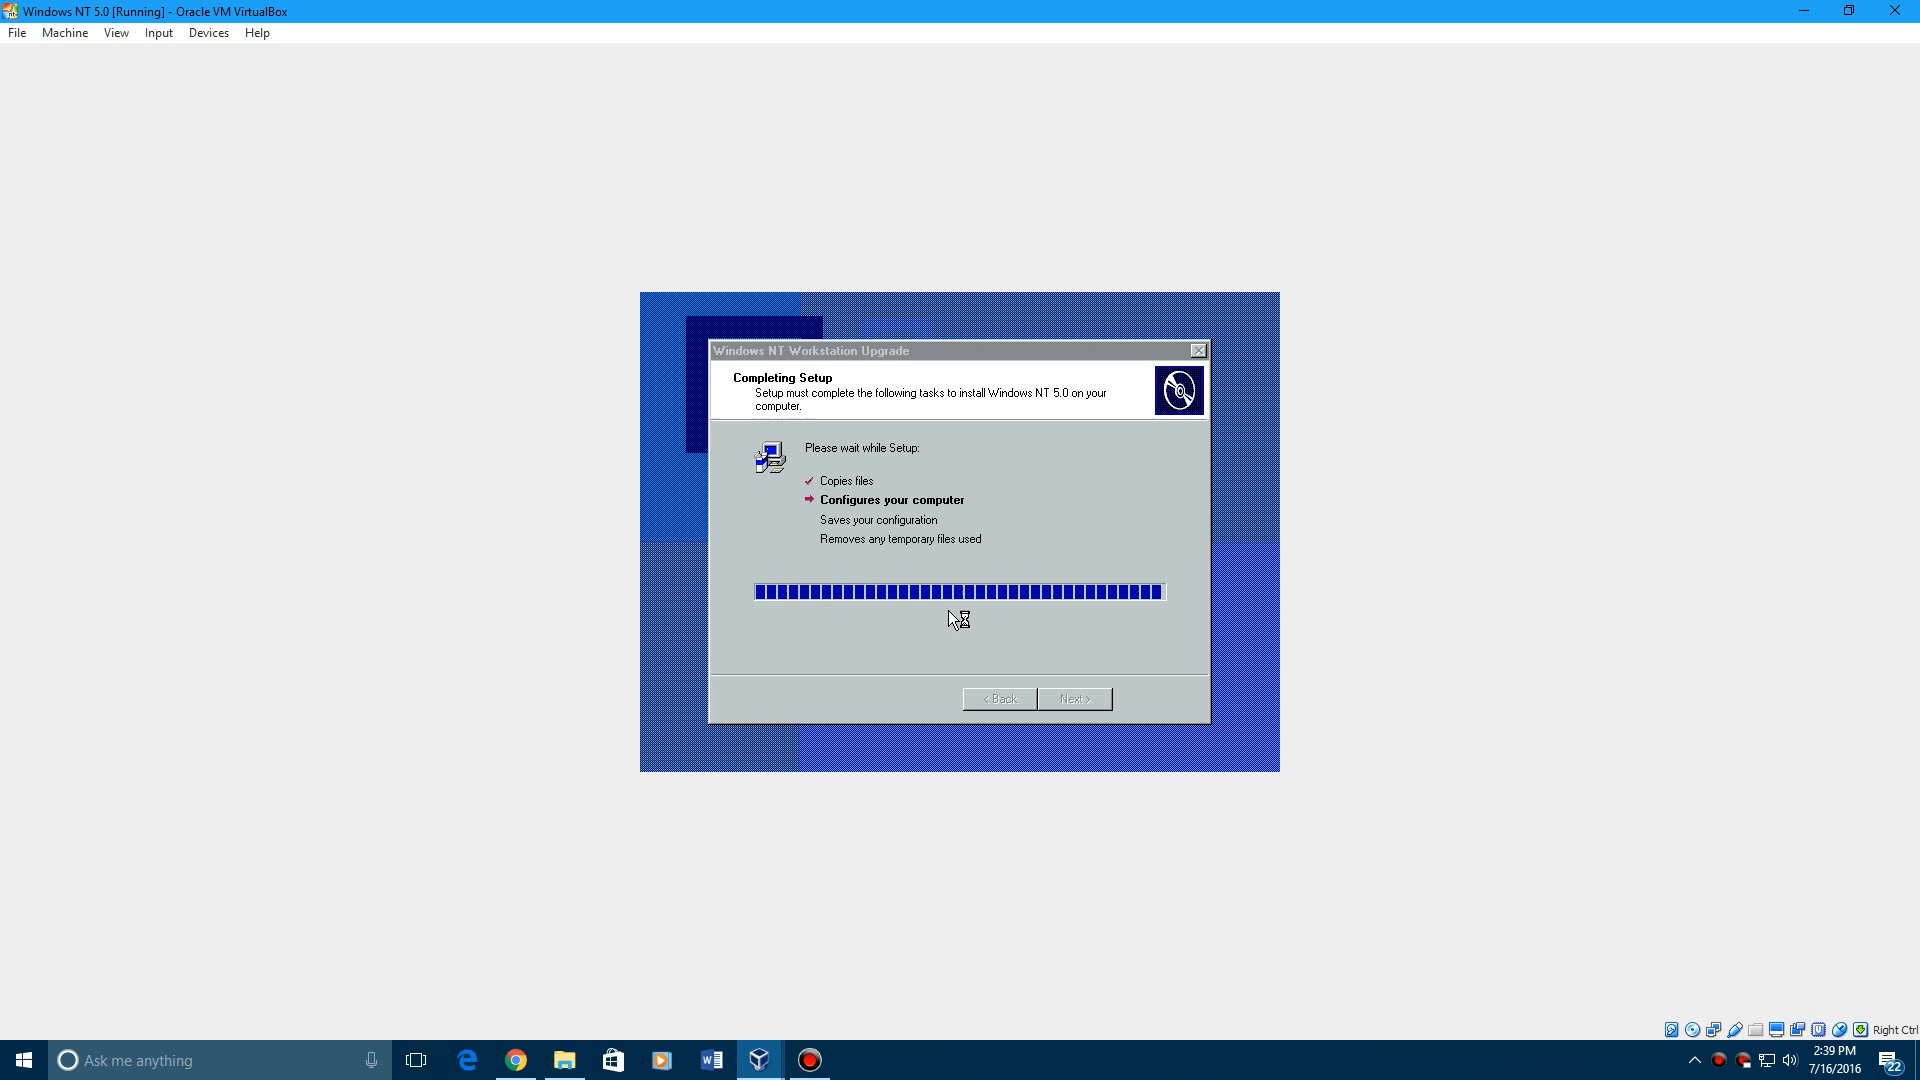 Windows NT 5.0 [Running] - Oracle VM VirtualBox
File Machine View Input Devices Help
Windows NT Workstation Upgrade
Completing Setup
Setup must complete the following tasks to install Windows NT 5.0 on your
computer.
Please wait while Setup:
Copies files
Configures your computer
Saves your configuration
Removes any temporary files used
< Back Next >
Right Ctrl
Ask me anything
2:39 PM
7/16/2016
22